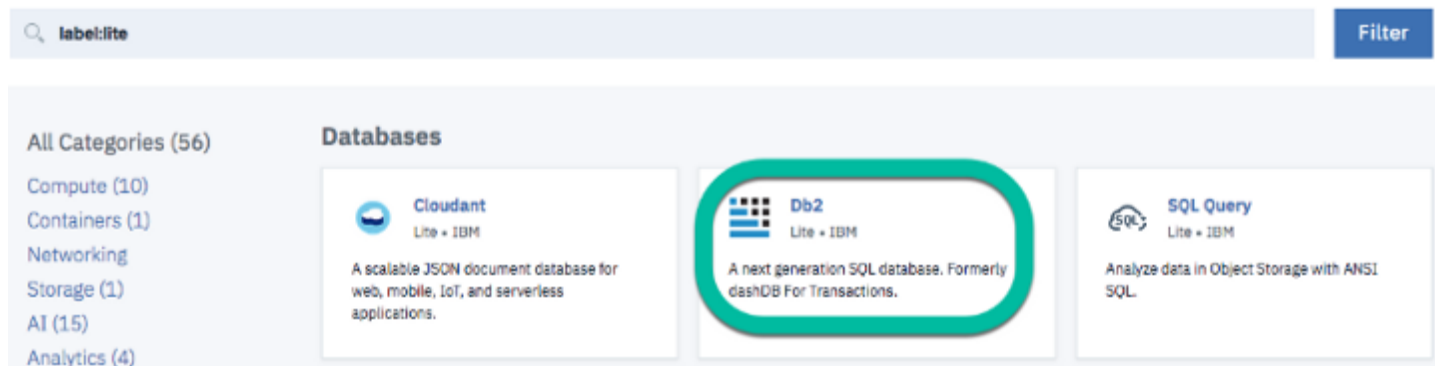 label:lite
Filter
All Categories (56)
Compute (10)
Containers (1)
Networking
Storage (1)
AI (15)
Analytics (4)
Databases
Cloudant
Lite • IBM
A scalable JSON document database for
web, mobile, IoT, and serverless
applications.
Db2
Lite • IBM
A next generation SQL database. Formerly
dashDB For Transactions.
SQL
SQL Query
Lite • IBM
Analyze data in Object Storage with ANSI
SQL.